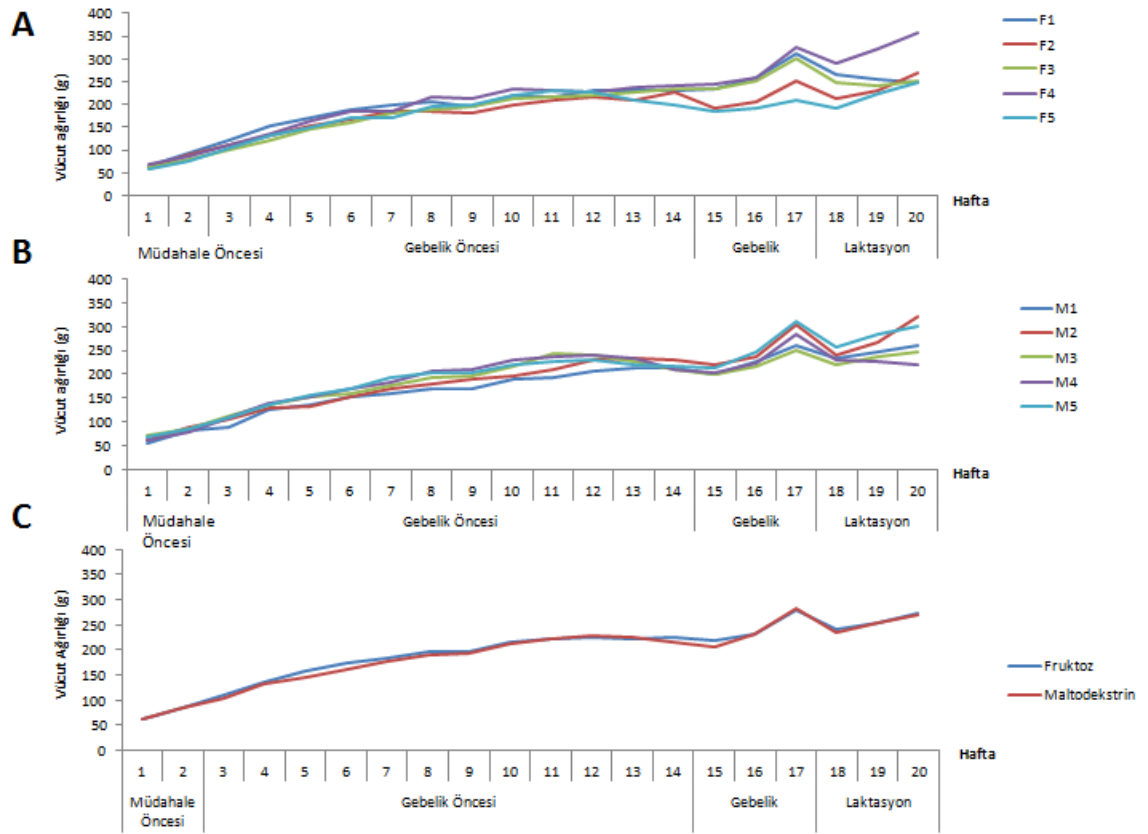 A
Vücut ağırlığı (g)
400
350
300
250
200
150
100
50
0
1 2 3 4 5 6 7 8 9 10 11 12 13 14 15 16 17 18 19 20
Hafta
Müdahale Öncesi Gebelik Öncesi Gebelik Laktasyon
F1
F2
F3
F4
F5
B
Vücut ağırlığı (g)
400
350
300
250
200
150
100
50
0
1 2 3 4 5 6 7 8 9 10 11 12 13 14 15 16 17 18 19 20
Hafta
Müdahale Öncesi Gebelik Öncesi Gebelik Laktasyon
M1
M2
M3
M4
M5
C
Vücut Ağırlığı (g)
400
350
300
250
200
150
100
50
0
1 2 3 4 5 6 7 8 9 10 11 12 13 14 15 16 17 18 19 20
Hafta
Müdahale Öncesi Gebelik Öncesi Gebelik Laktasyon
Fruktoz
Maltodekstrin